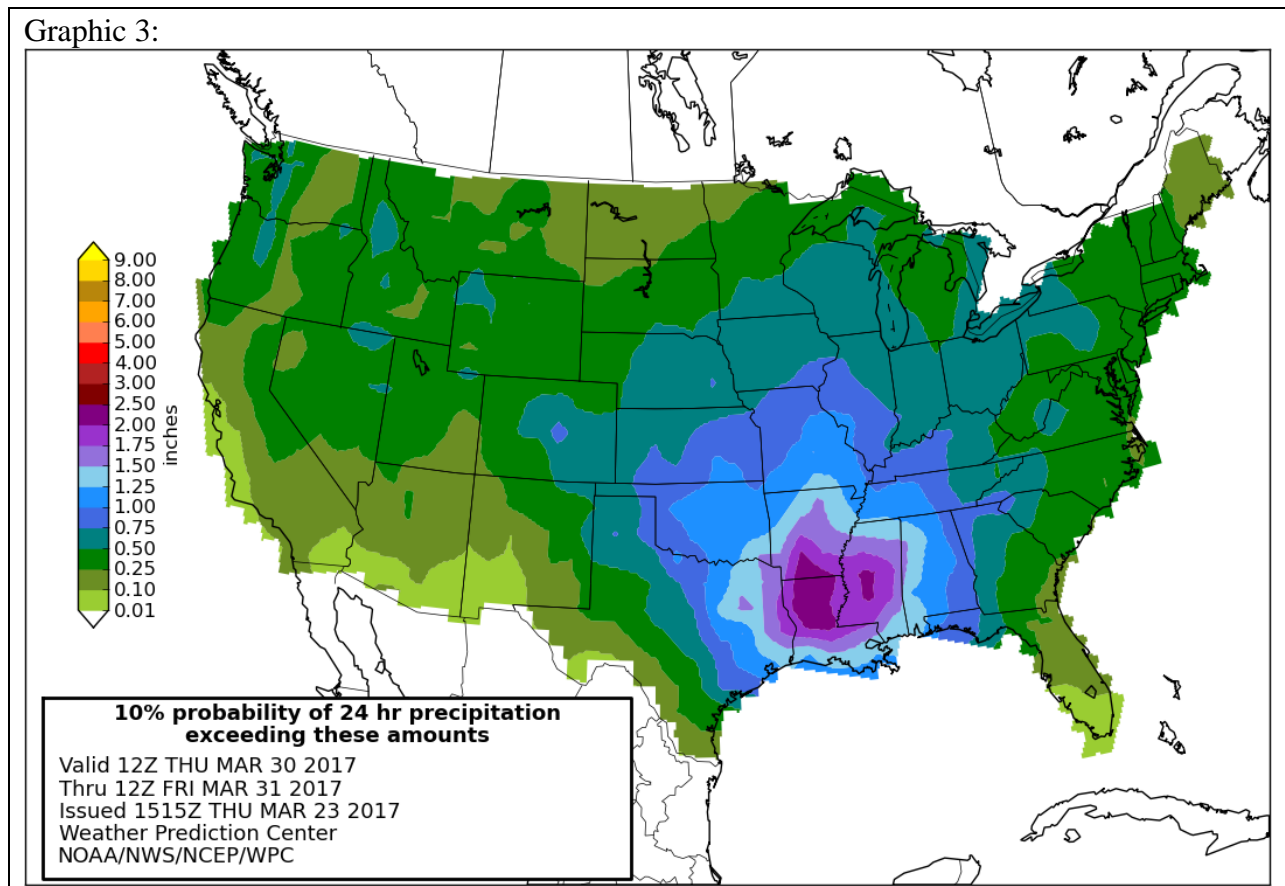 Graphic 3:
9.00
8.00
7.00
6.00
5.00
4.00
3.00
2.50
2.00
1.75
1.50
1.25
1.00
0.75
0.50
0.25
0.10
0.01
inches
10% probability of 24 hr precipitation
exceeding these amounts
Valid 12Z THU MAR 30 2017
Thru 12Z FRI MAR 31 2017
Issued 1515Z THU MAR 23 2017
Weather Prediction Center
NOAA/NWS/NCEP/WPC